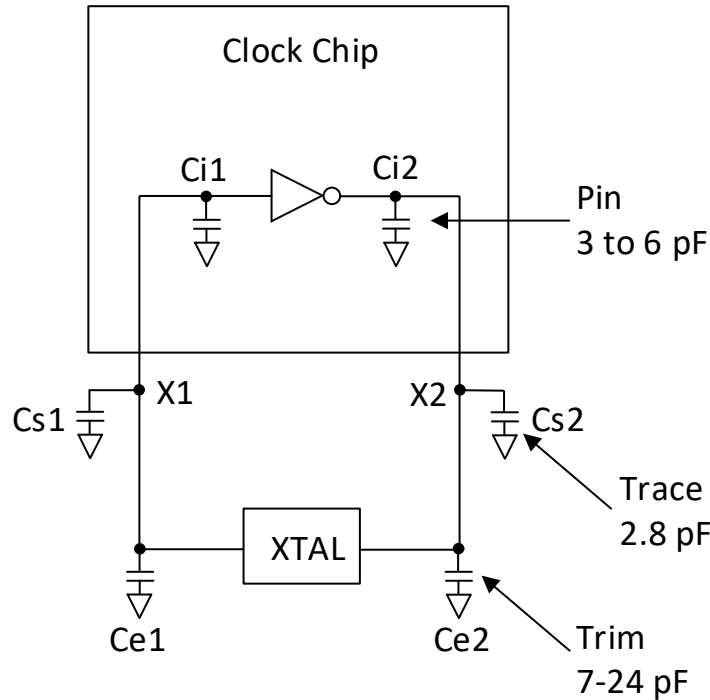 Clock Chip
Ci1
Ci2
Pin
3 to 6 pF
X1
X2
Cs1
Cs2
Trace
2.8 pF
XTAL
Ce1
Ce2
Trim
7-24 pF